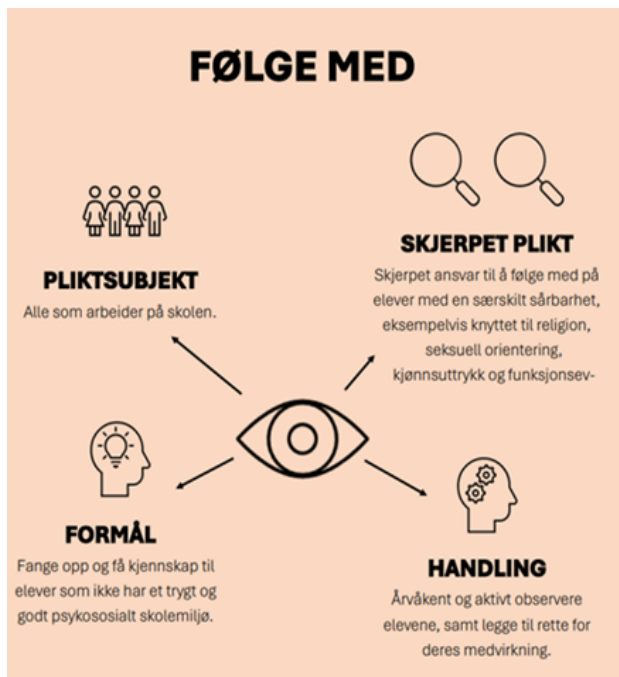 FØLGE MED
PLIKTSUBJEKT
Alle som arbeider på skolen.
SKJERPET PLIKT
Skjerpet ansvar til å følge med på
elever med en særskilt sårbarhet,
eksempelvis knyttet til religion,
seksuell orientering,
kjønnsuttrykk og funksjonsev-
FORMÅL
Fange opp og få kjennskap til
elever som ikke har et trygt og
godt psykososialt skolemiljø.
HANDLING
Årvåkent og aktivt observere
elevene, samt legge til rette for
deres medvirkning.